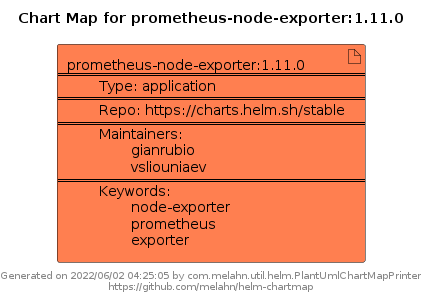 Chart Map for prometheus-node-exporter:1.11.0
prometheus-node-exporter:1.11.0
Type: application
Repo: https://charts.helm.sh/stable
Maintainers:
gianrubio
vsliouniaev
Keywords:
node-exporter
prometheus
exporter
Generated on 2022/06/02 04:25:05 by com.melahn.util.helm.PlantUmlChartMapPrinter
https://github.com/melahn/helm-chartmap